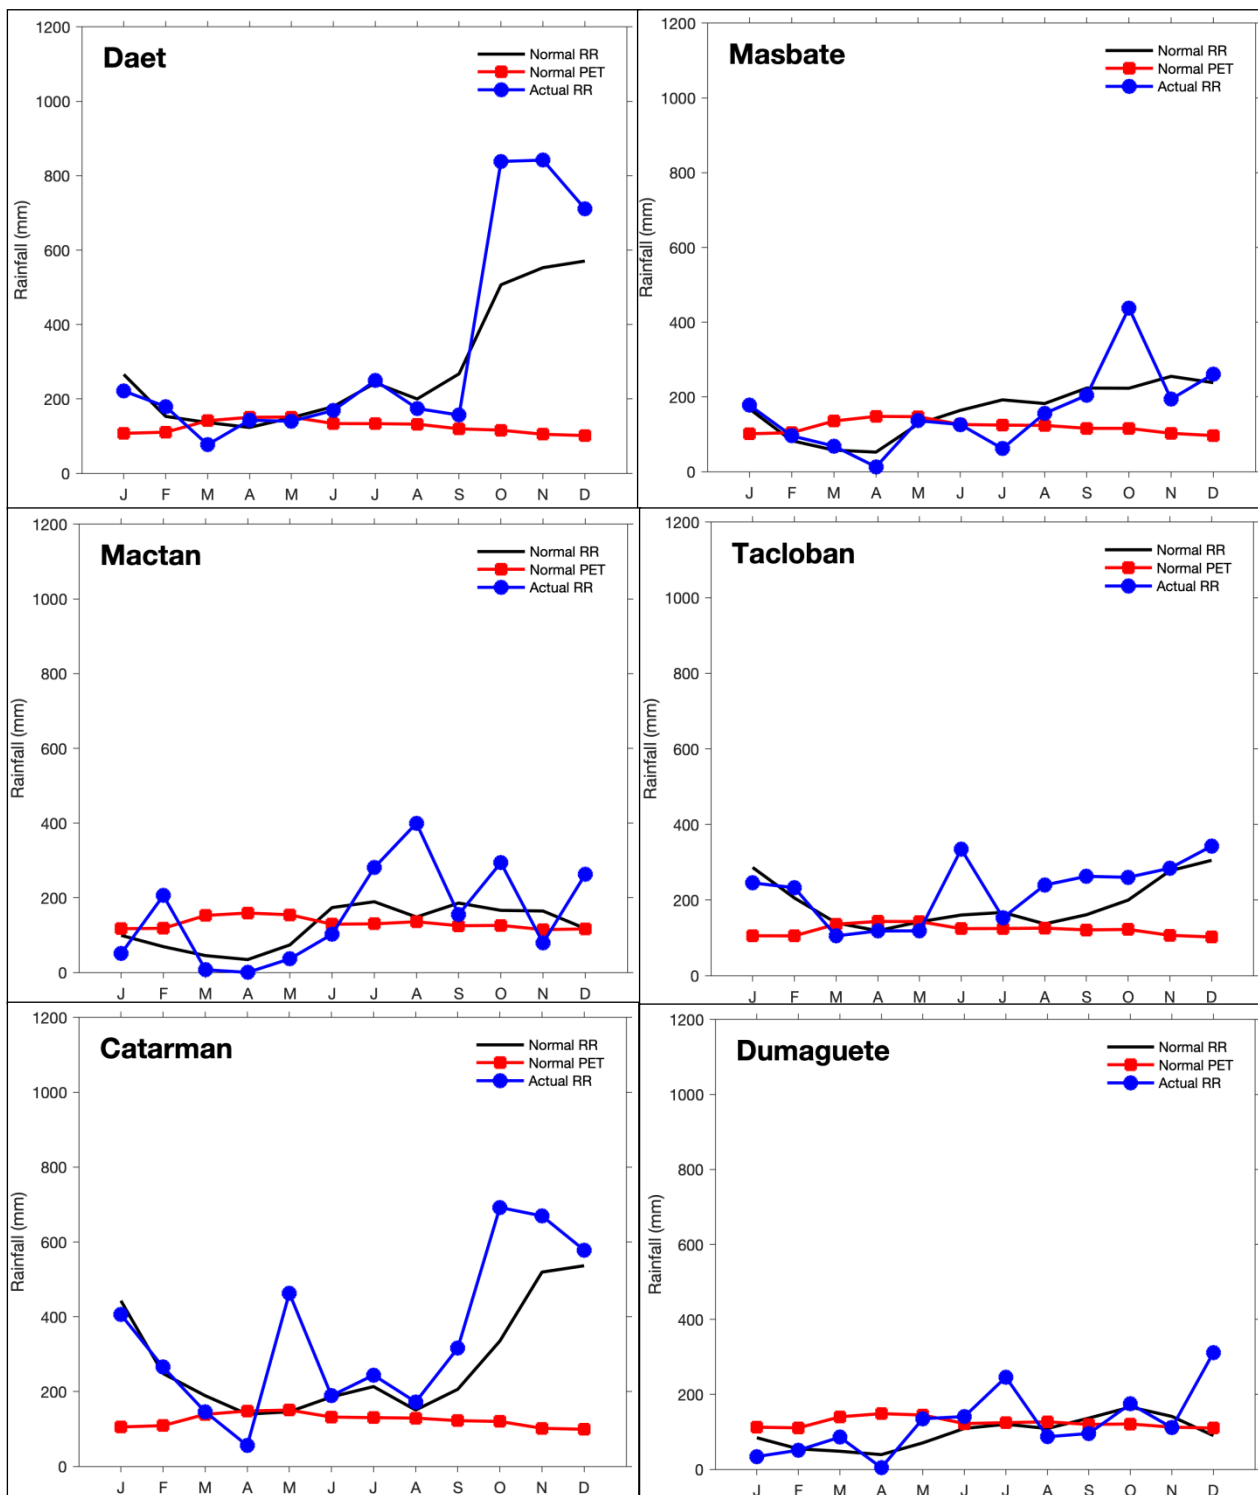 Daet
Normal RR
Normal PET
Actual RR
1200
1000
800
600
400
200
0
Rainfall (mm)
J F M A M J J A S O N D
Masbate
Normal RR
Normal PET
Actual RR
1200
1000
800
600
400
200
0
Rainfall (mm)
J F M A M J J A S O N D
Mactan
Normal RR
Normal PET
Actual RR
1200
1000
800
600
400
200
0
Rainfall (mm)
J F M A M J J A S O N D
Tacloban
Normal RR
Normal PET
Actual RR
1200
1000
800
600
400
200
0
Rainfall (mm)
J F M A M J J A S O N D
Catarman
Normal RR
Normal PET
Actual RR
1200
1000
800
600
400
200
0
Rainfall (mm)
J F M A M J J A S O N D
Dumaguete
Normal RR
Normal PET
Actual RR
1200
1000
800
600
400
200
0
Rainfall (mm)
J F M A M J J A S O N D